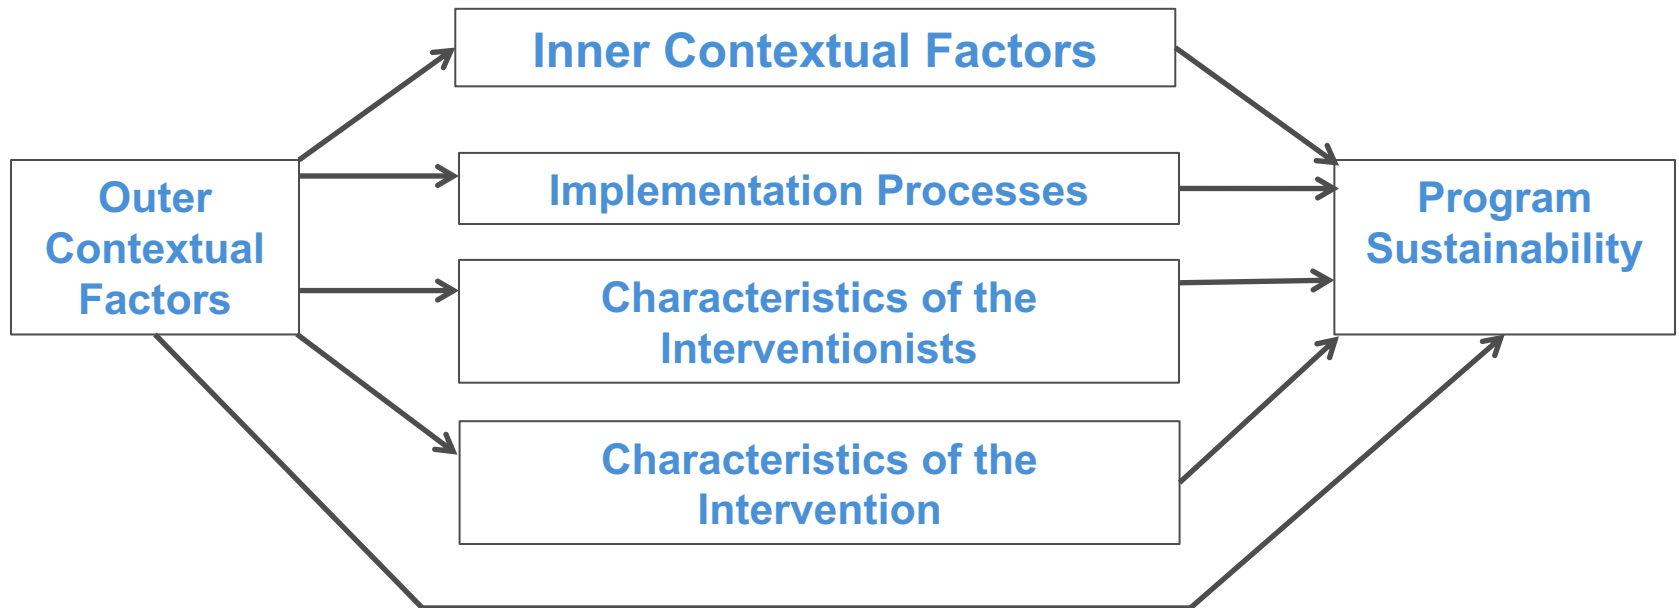 Inner Contextual Factors
Outer
Contextual
Factors
Implementation Processes
Characteristics of the
Interventionists
Characteristics of the
Intervention
Program
Sustainability